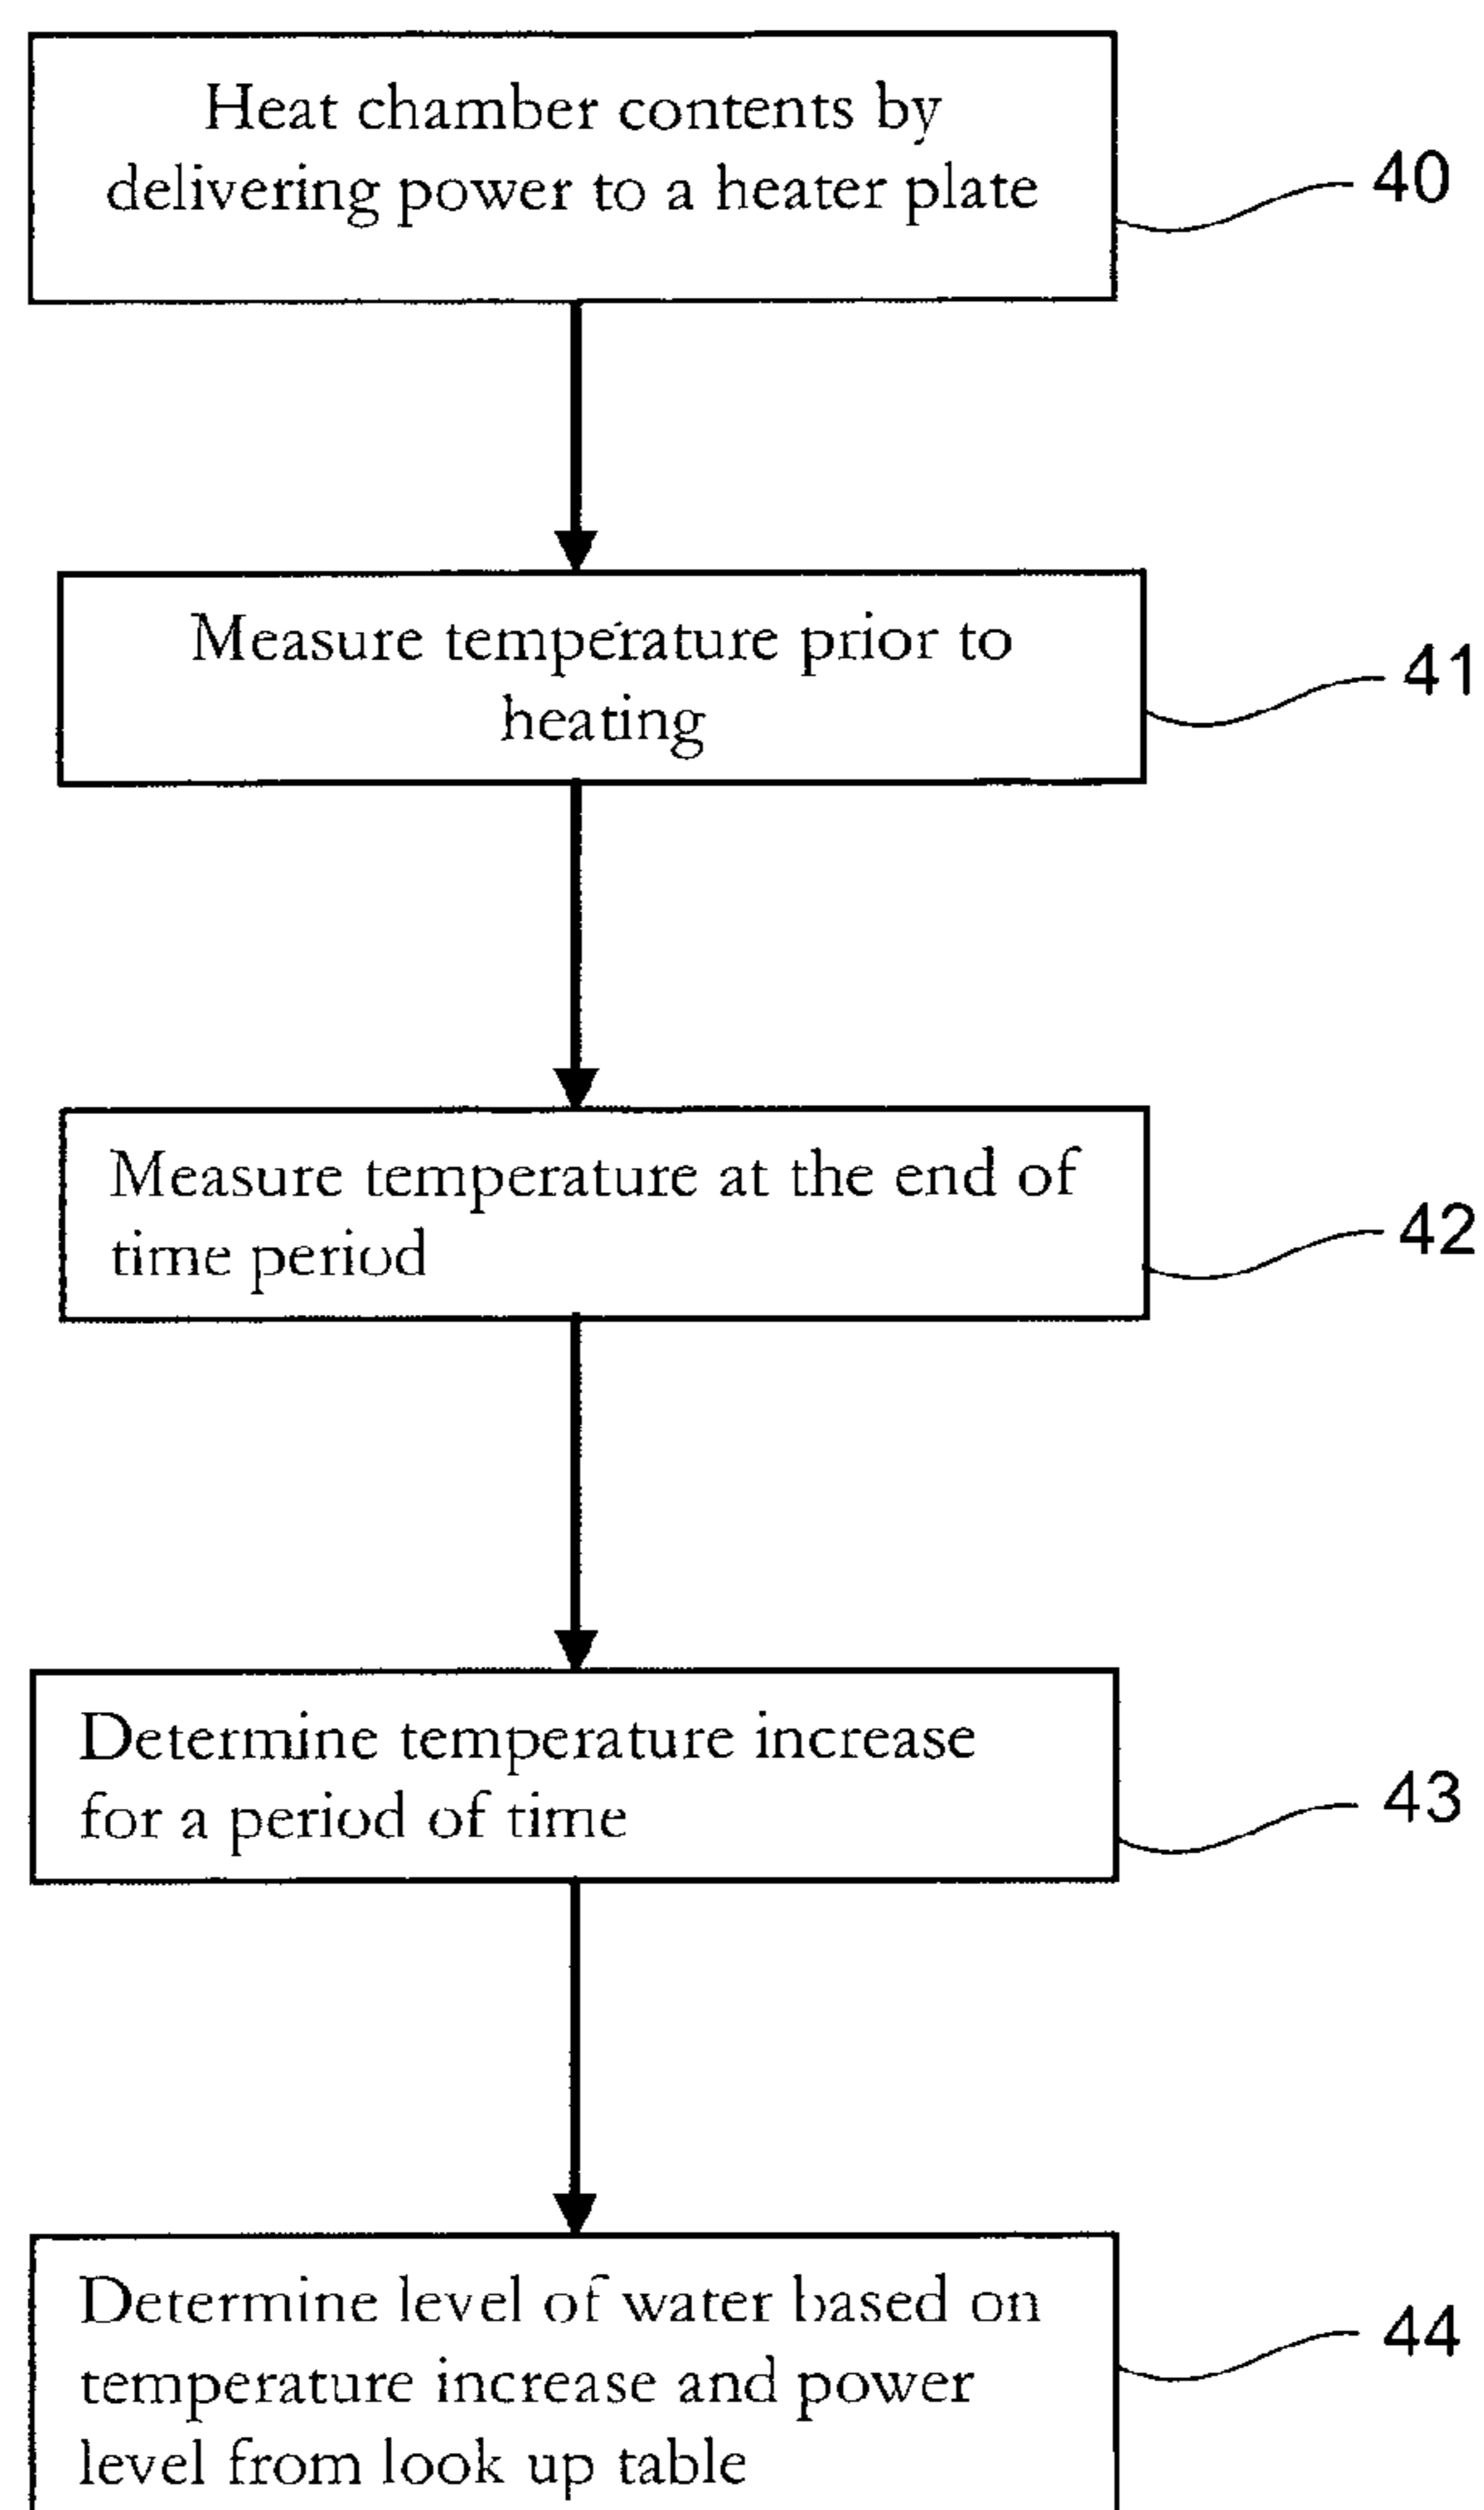 Heat chamber contents by
delivering power to a heater plate
40
Measure temperature prior to
heating
41
Measure temperature at the end of
time period
42
Determine temperature increase
for a period of time
43
Determine level of water based on
temperature increase and power
level from look up table
44